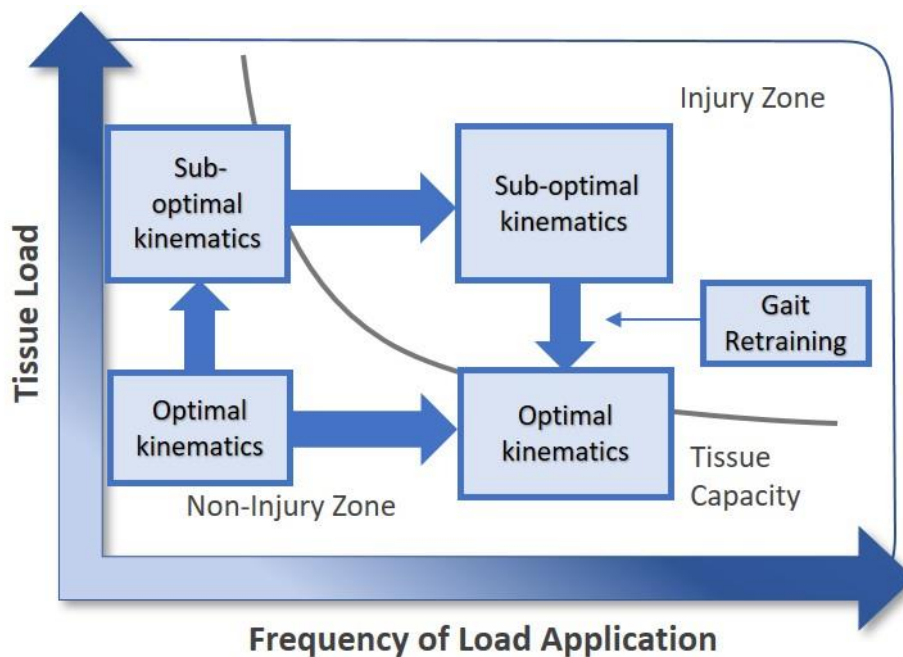 Injury Zone
Sub-
optimal
kinematics
Sub-optimal
kinematics
Gait
Retraining
Optimal
kinematics
Optimal
kinematics
Tissue
Capacity
Non-Injury Zone
Tissue Load
Frequency of Load Application